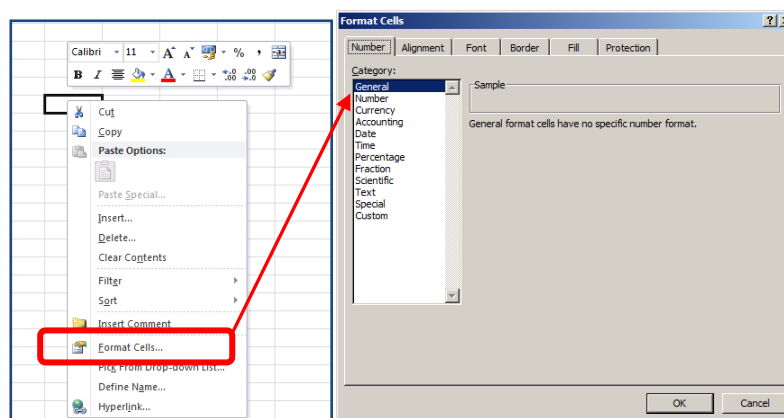 Calibri 11 A A $ % ,
B I A .00 .00
Cut
Copy
Paste Options:
Paste Special...
Insert...
Delete...
Clear Contents
Filter
Sort
Insert Comment
Format Cells...
Pick From Drop-down List...
Define Name...
Hyperlink...
Format Cells
Number Alignment Font Border Fill Protection
Category:
General
Number
Currency
Accounting
Date
Time
Percentage
Fraction
Scientific
Text
Special
Custom
Sample
General format cells have no specific number format.
OK Cancel